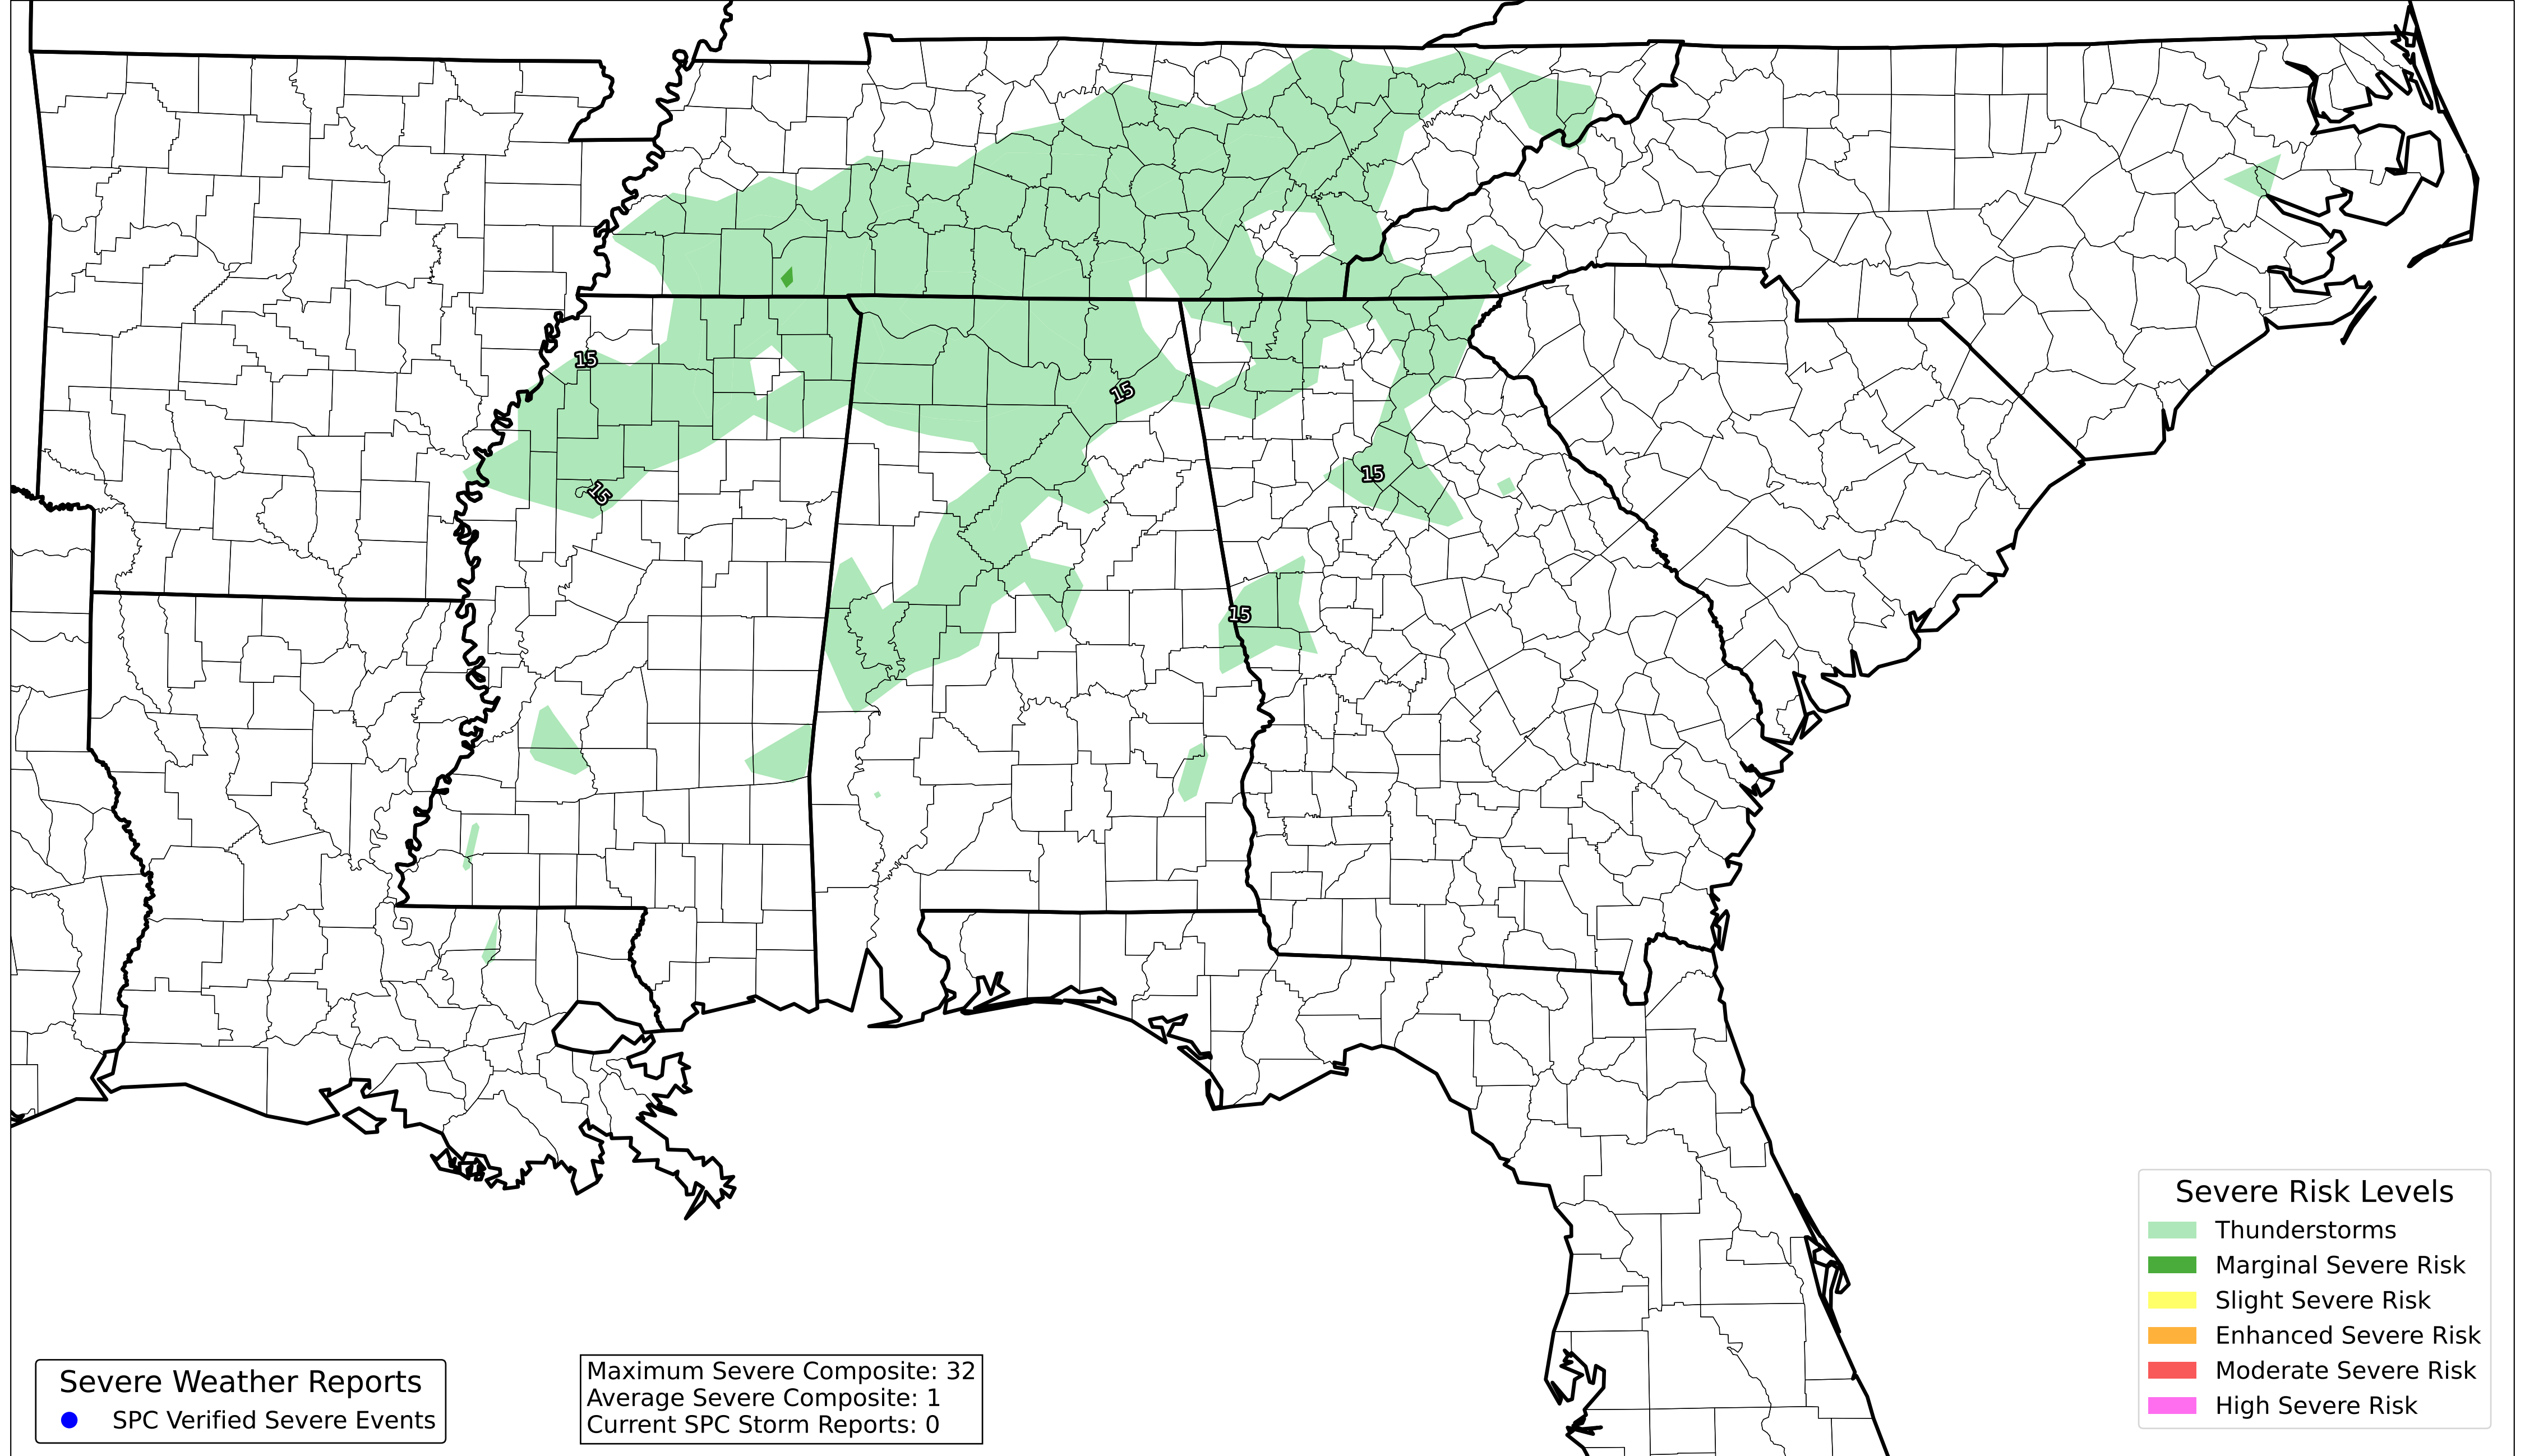 15
15
15
15
15
Severe Risk Levels
Thunderstorms
Marginal Severe Risk
Slight Severe Risk
Enhanced Severe Risk
Moderate Severe Risk
High Severe Risk
Severe Weather Reports
SPC Verified Severe Events
Maximum Severe Composite: 32
Average Severe Composite: 1
Current SPC Storm Reports: 0